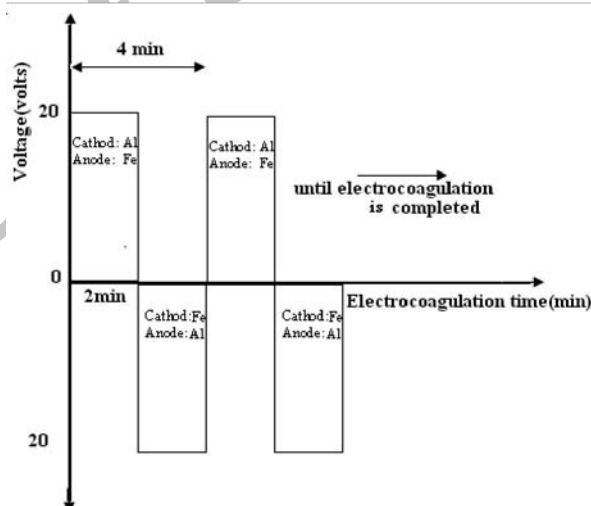 4 min
Voltage(volts)
20
Cathod: Al
Anode: Fe
Cathod: Al
Anode: Fe
until electrocoagulation
is completed
0
2min
Electrocoagulation time(min)
Cathod:Fe
Anode:Al
Cathod:Fe
Anode:Al
20